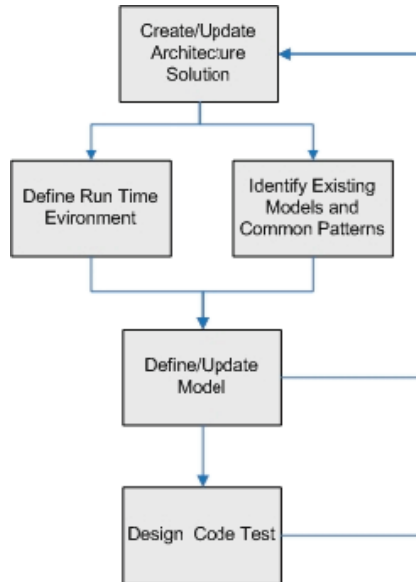 Create/Update
Architecture
Solution
Define Run Time
Evironment
Identify Existing
Models and
Common Patterns
Define/Update
Model
Design Code Test